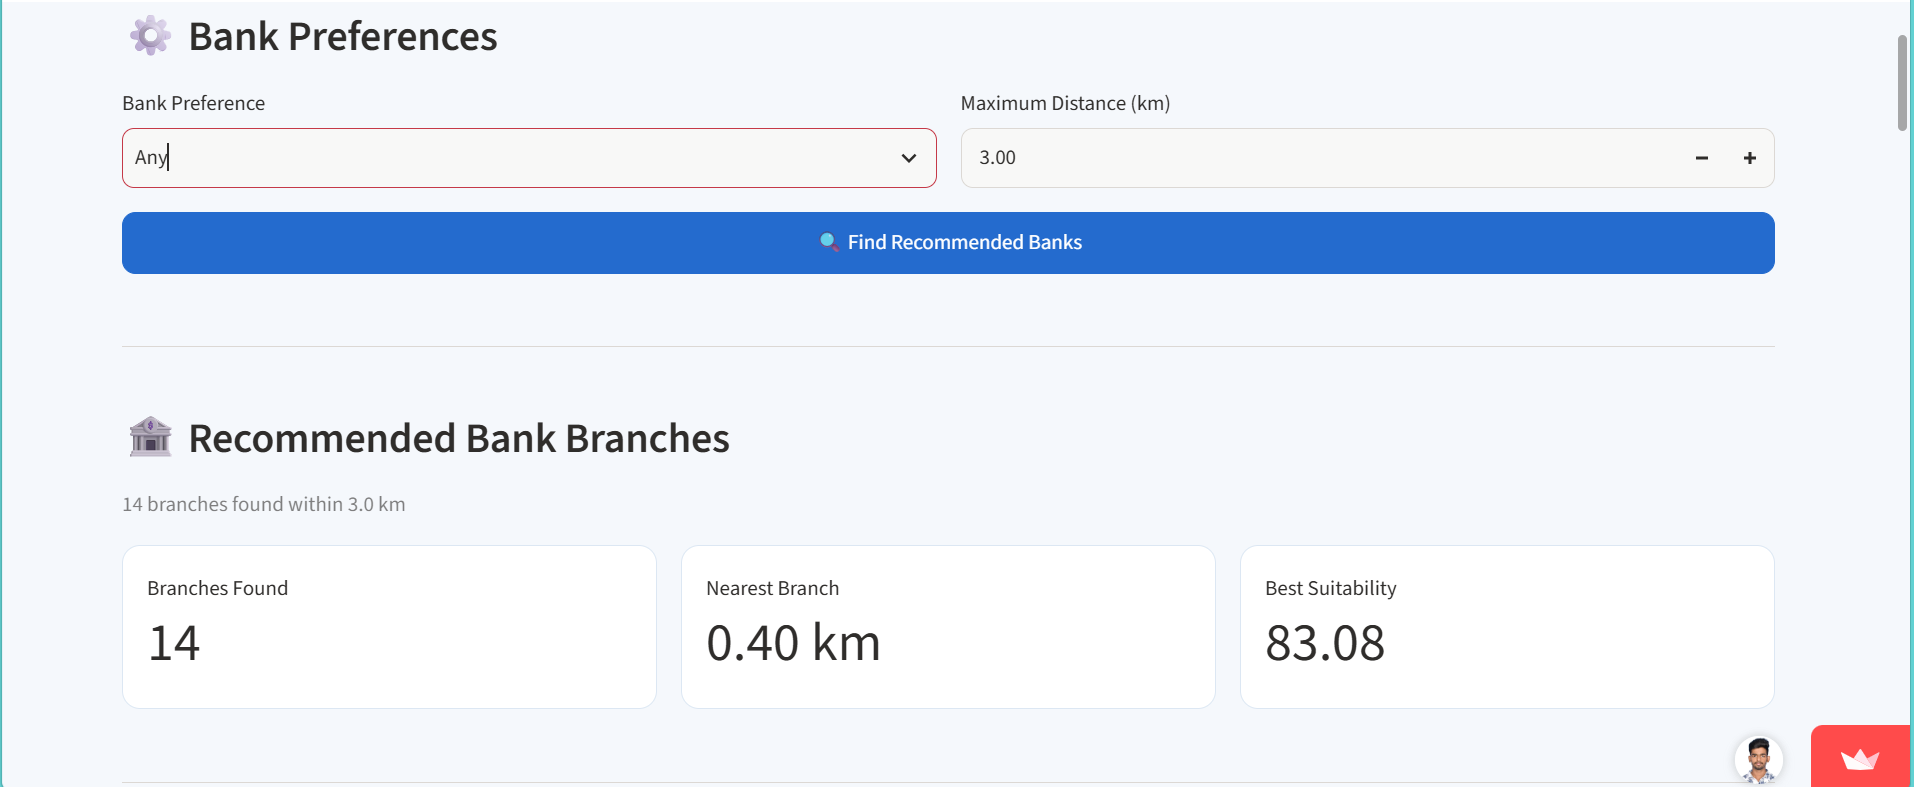 Bank Preferences
Bank Preference
Maximum Distance (km)
Any
3.00
Find Recommended Banks
Recommended Bank Branches
14 branches found within 3.0 km
Branches Found
14
Nearest Branch
0.40 km
Best Suitability
83.08